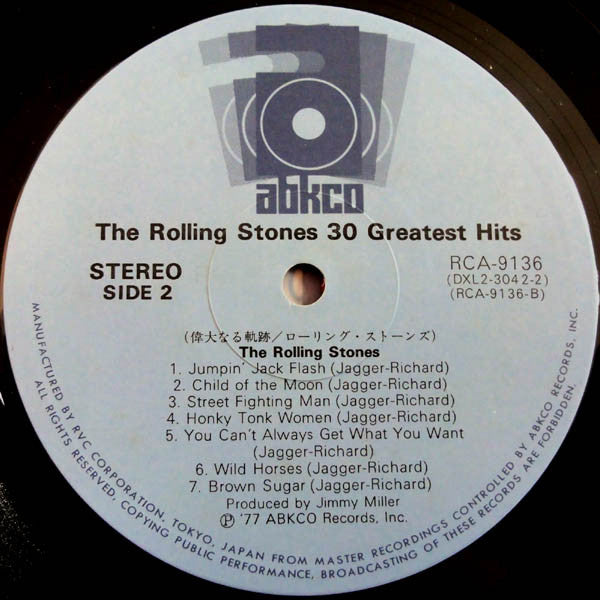 abkco
The Rolling Stones 30 Greatest Hits
STEREO
SIDE 2
RCA-9136
(DXL2-3042-2)
(RCA-9136-B)
(偉大なる軌跡/ローリング・ストーンズ)
The Rolling Stones
1. Jumpin' Jack Flash (Jagger-Richard)
2. Child of the Moon (Jagger-Richard)
3. Street Fighting Man (Jagger-Richard)
4. Honky Tonk Women (Jagger-Richard)
5. You Can't Always Get What You Want
(Jagger-Richard)
6. Wild Horses (Jagger-Richard)
7. Brown Sugar (Jagger-Richard)
Produced by Jimmy Miller
Ⓟ '77 ABKCO Records, Inc.
MANUFACTURED BY RVC CORPORATION, TOKYO, JAPAN FROM MASTER RECORDINGS CONTROLLED BY ABKCO RECORDS, INC.
ALL RIGHTS RESERVED, COPYING PUBLIC PERFORMANCE, BROADCASTING OF THESE RECORDS ARE FORBIDDEN.